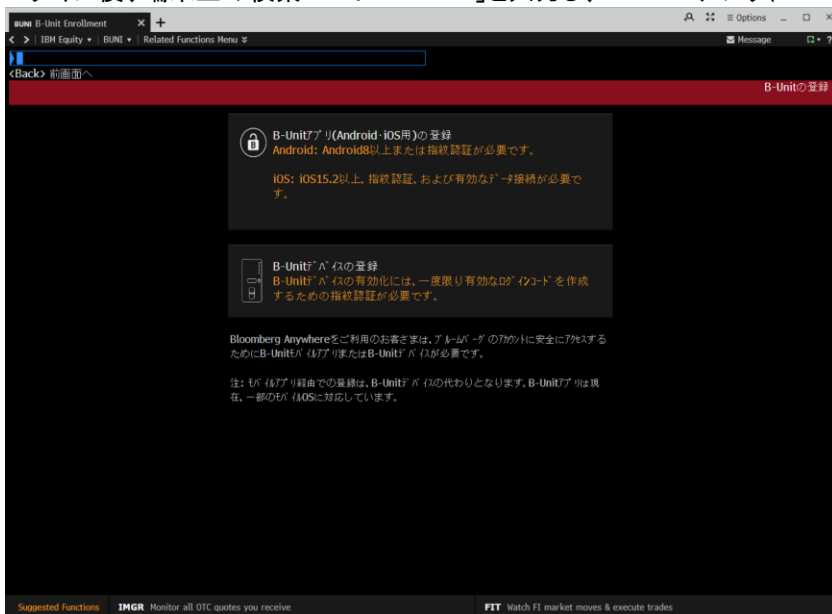 BUNI B-Unit Enrollment × +
Options
< > | IBM Equity | BUNI | Related Functions Menu
Message
<Back> 前画面へ
B-Unitの登録
B-Unitｱﾌﾟﾘ(Android･iOS用)の登録
Android: Android8以上または指紋認証が必要です。
iOS: iOS15.2以上、指紋認証、および有効なﾃﾞｰﾀ接続が必要で
す。
B-Unitﾃﾞﾊﾞｲｽの登録
B-Unitﾃﾞﾊﾞｲｽの有効化には、一度限り有効なﾛｸﾞｲﾝｺｰﾄﾞを作成
するための指紋認証が必要です。
Bloomberg Anywhereをご利用のお客さまは、ﾌﾞﾙｰﾑﾊﾞｰｸﾞのｱｶｳﾝﾄに安全にｱｸｾｽする
ためにB-UnitﾓﾊﾞｲﾙｱﾌﾟﾘまたはB-Unitﾃﾞﾊﾞｲｽが必要です。
注: ﾓﾊﾞｲﾙｱﾌﾟﾘ経由での登録は、B-Unitﾃﾞﾊﾞｲｽの代わりとなります。B-Unitｱﾌﾟﾘは現
在、一部のﾓﾊﾞｲﾙOSに対応しています。
Suggested Functions IMGR Monitor all OTC quotes you receive FIT Watch FI market moves & execute trades